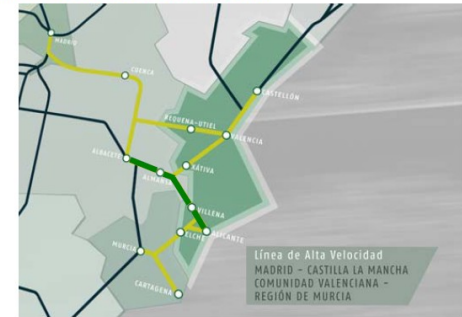 MADRID
CUENCA
CASTELLÓN
REQUENA-UTIEL
VALENCIA
ALBACETE
XÁTIVA
ALMANSA
VILLENA
ELCHE
ALICANTE
MURCIA
CARTAGENA
Línea de Alta Velocidad
MADRID - CASTILLA LA MANCHA
COMUNIDAD VALENCIANA -
REGIÓN DE MURCIA